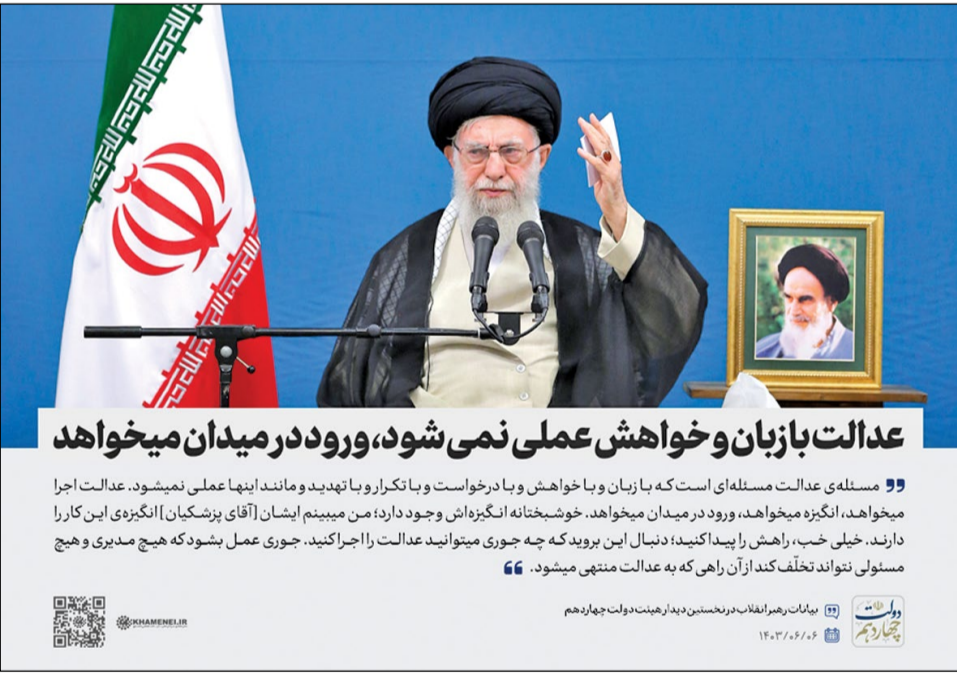 عدالت با زبان و خواهش عملی نمی‌شود، ورود در میدان میخواهد
مسئله‌ی عدالت مسئله‌ای است که با زبان و با خواهش و با درخواست و با تکرار و با تهدید و مانند اینها عملی نمیشود. عدالت اجرا
میخواهد، انگیزه میخواهد، ورود در میدان میخواهد. خوشبختانه انگیزه‌اش وجود دارد؛ من میبینم ایشان [آقای پزشکیان] انگیزه‌ی این کار را
دارند. خیلی خب، راهش را پیدا کنید؛ دنبال این بروید که چه جوری میتوانید عدالت را اجرا کنید. جوری عمل بشود که هیچ مدیری و هیچ
مسئولی نتواند تخلّف کند از آن راهی که به عدالت منتهی میشود.
بیانات رهبر انقلاب در نخستین دیدار هیئت دولت چهاردهم
۱۴۰۳/۰۶/۰۶
دولت
چهاردهم
KHAMENEI.IR